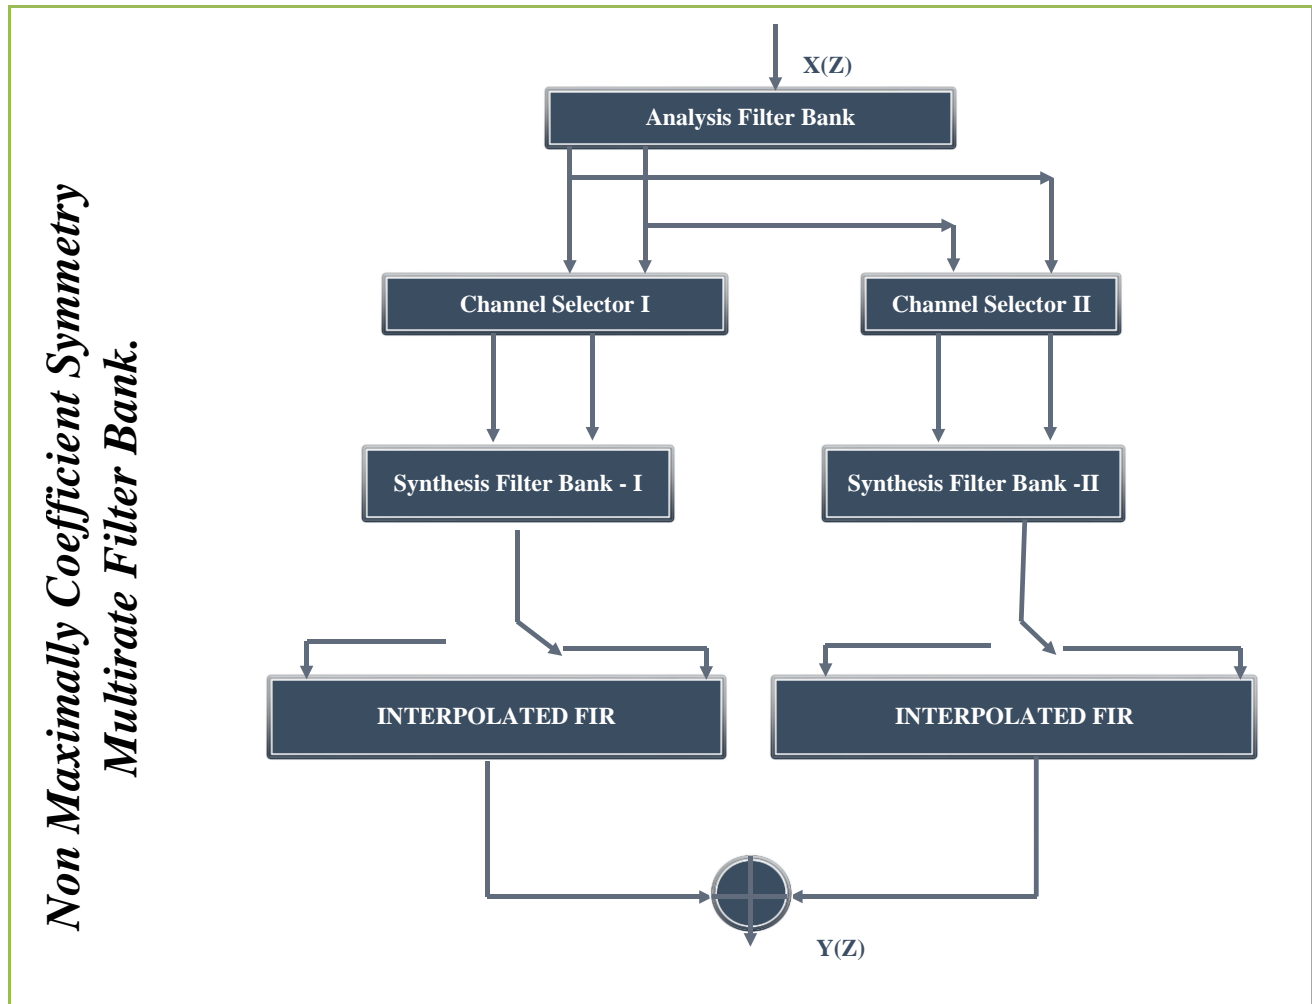 Non Maximally Coefficient Symmetry
Multirate Filter Bank.
X(Z)
Analysis Filter Bank
Channel Selector I
Channel Selector II
Synthesis Filter Bank - I
Synthesis Filter Bank -II
INTERPOLATED FIR
INTERPOLATED FIR
Y(Z)